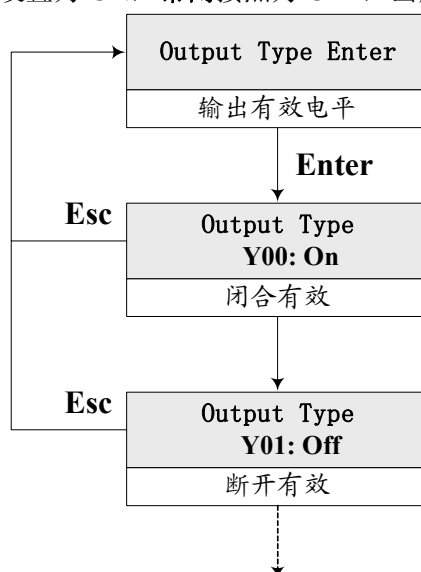 Output Type Enter
输出有效电平
Enter
Esc
Output Type
Y00: On
闭合有效
Esc
Output Type
Y01: Off
断开有效